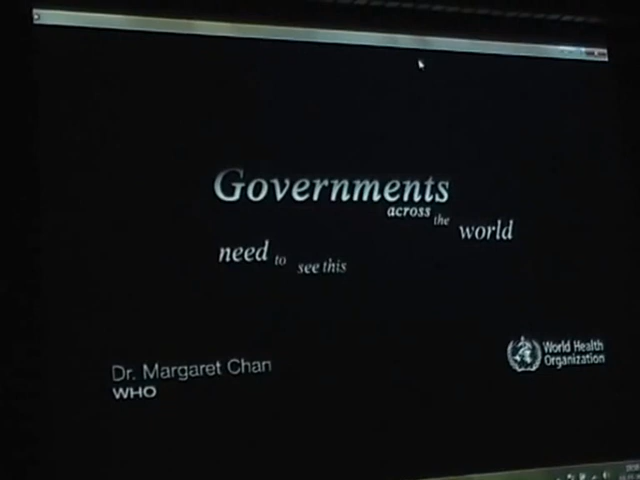 Governments
across the world
need to see this
Dr. Margaret Chan
WHO
World Health
Organization